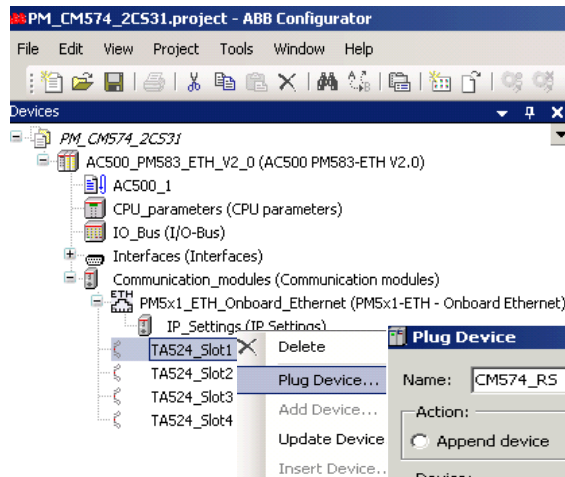 PM_CM574_2CS31.project - ABB Configurator
File Edit View Project Tools Window Help
Devices
PM_CM574_2CS31
AC500_PM583_ETH_V2_0 (AC500 PM583-ETH V2.0)
AC500_1
CPU_parameters (CPU parameters)
IO_Bus (I/O-Bus)
Interfaces (Interfaces)
Communication_modules (Communication modules)
ETH PM5x1_ETH_Onboard_Ethernet (PM5x1-ETH - Onboard Ethernet)
IP_Settings (IP Settings)
TA524_Slot1
TA524_Slot2
TA524_Slot3
TA524_Slot4
Delete
Plug Device...
Add Device...
Update Device
Insert Device..
Plug Device
Name: CM574_RS
Action:
Append device
Device: